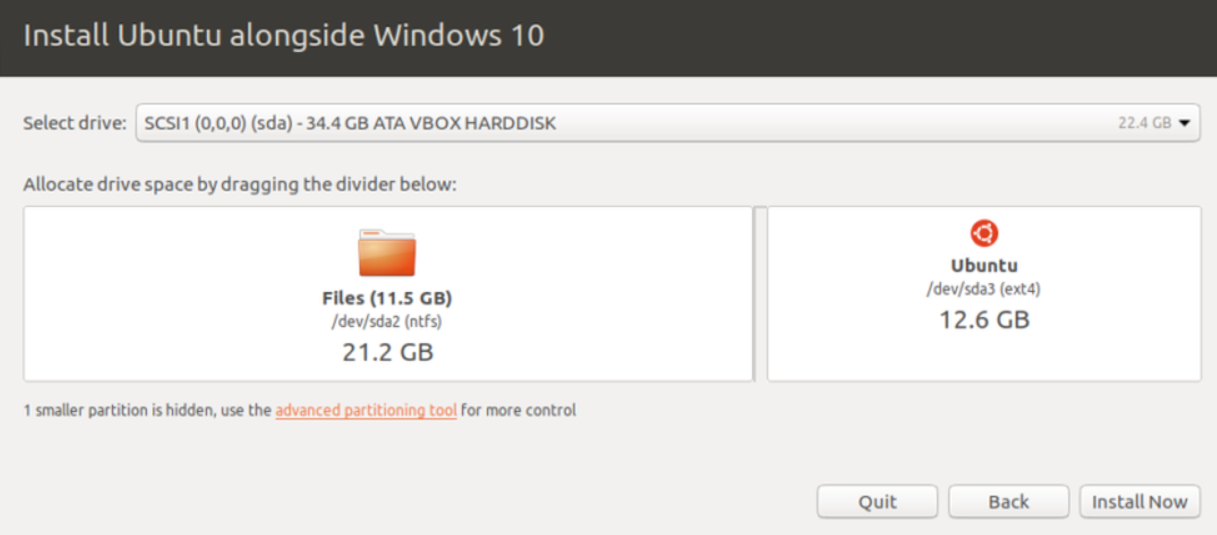 Install Ubuntu alongside Windows 10
Select drive: SCSI1 (0,0,0) (sda) - 34.4 GB ATA VBOX HARDDISK 22.4 GB
Allocate drive space by dragging the divider below:
Files (11.5 GB)
/dev/sda2 (ntfs)
21.2 GB
Ubuntu
/dev/sda3 (ext4)
12.6 GB
1 smaller partition is hidden, use the advanced partitioning tool for more control
Quit Back Install Now